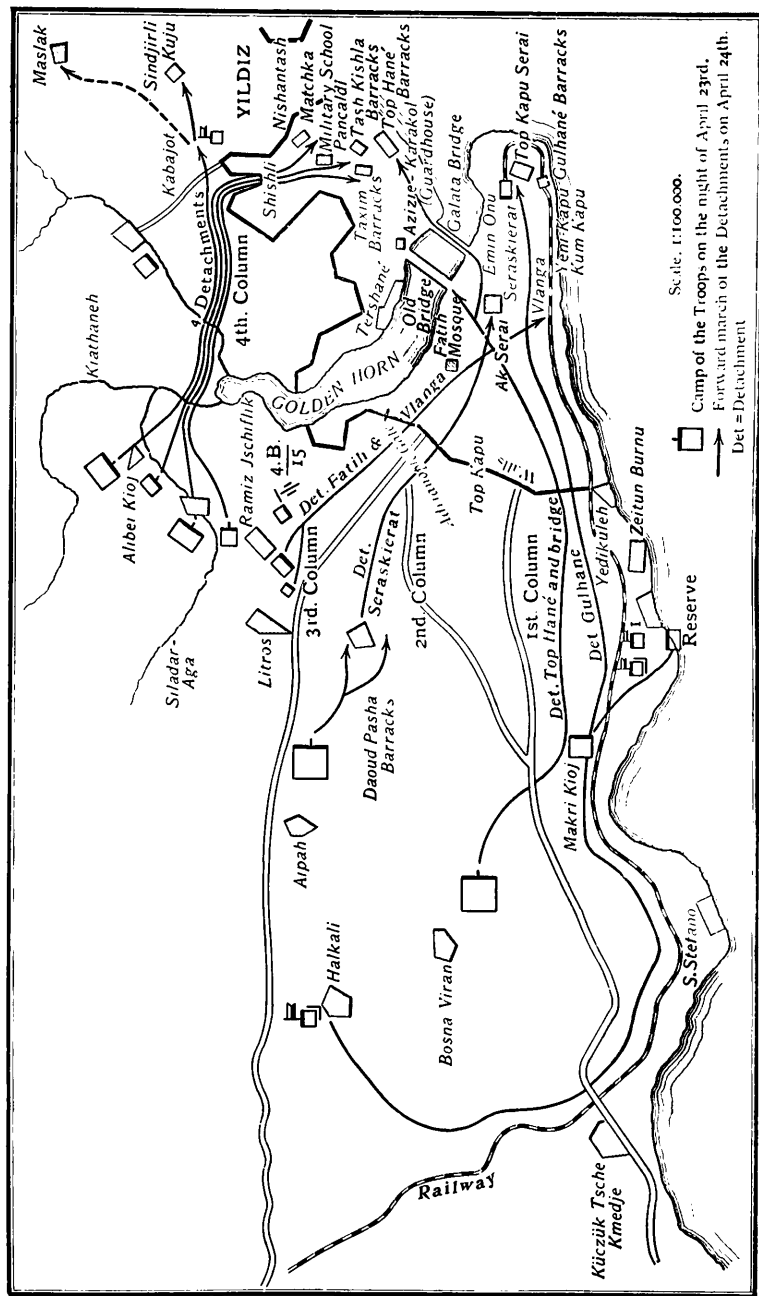 Maslak
Sindjirli
Kuju
YILDIZ
Nishantash
Matchka
Military School
Pancaldi
Tash Kishla
Barracks
Top Hané
Barracks
Kabajot
Shishli
Taxim
Barracks
Azizje-Karakol
(Guardhouse)
Galata Bridge
Top Kapu Serai
Gulhané Barracks
Yeni-Kapu
Kum Kapu
Emin Onu
Seraskierat
Vlanga
Kiathaneh
4 Detachments
4th. Column
Tershané
Old
Bridge
Fatih
Mosque
Ak-Serai
GOLDEN HORN
Alibei Kioj
Ramiz Jschiflik
4.B
15
Det. Fatih & Vlanga
Top Kapu
Walls
Siladar-
Aga
Litros
3rd. Column
Det.
Seraskierat
2nd. Column
1st. Column
Det. Top Hané and bridge
Det Gulhane
Yedikuleh
Zeitun Burnu
Reserve
I
Daoud Pasha
Barracks
Makri Kioj
Aipah
Halkali
Bosna Viran
S. Stefano
Railway
Küczük Tsche
Kmedje
Scale. 1:100.000.
Camp of the Troops on the night of April 23rd.
Forward march of the Detachments on April 24th.
Det = Detachment